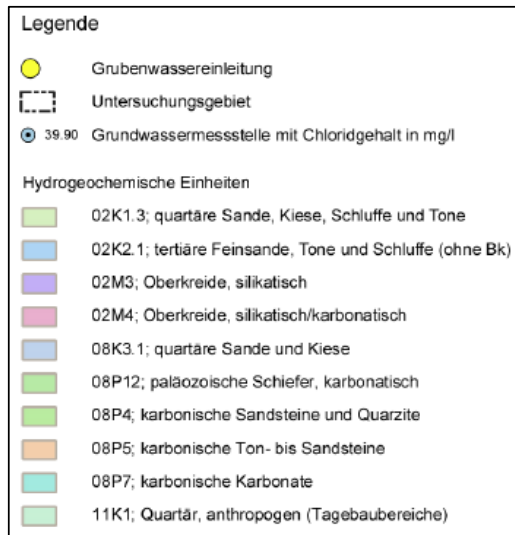 Legende
Grubenwassereinleitung
Untersuchungsgebiet
39.90 Grundwassermessstelle mit Chloridgehalt in mg/l
Hydrogeochemische Einheiten
02K1.3; quartäre Sande, Kiese, Schluffe und Tone
02K2.1; tertiäre Feinsande, Tone und Schluffe (ohne Bk)
02M3; Oberkreide, silikatisch
02M4; Oberkreide, silikatisch/karbonatisch
08K3.1; quartäre Sande und Kiese
08P12; paläozoische Schiefer, karbonatisch
08P4; karbonische Sandsteine und Quarzite
08P5; karbonische Ton- bis Sandsteine
08P7; karbonische Karbonate
11K1; Quartär, anthropogen (Tagebaubereiche)